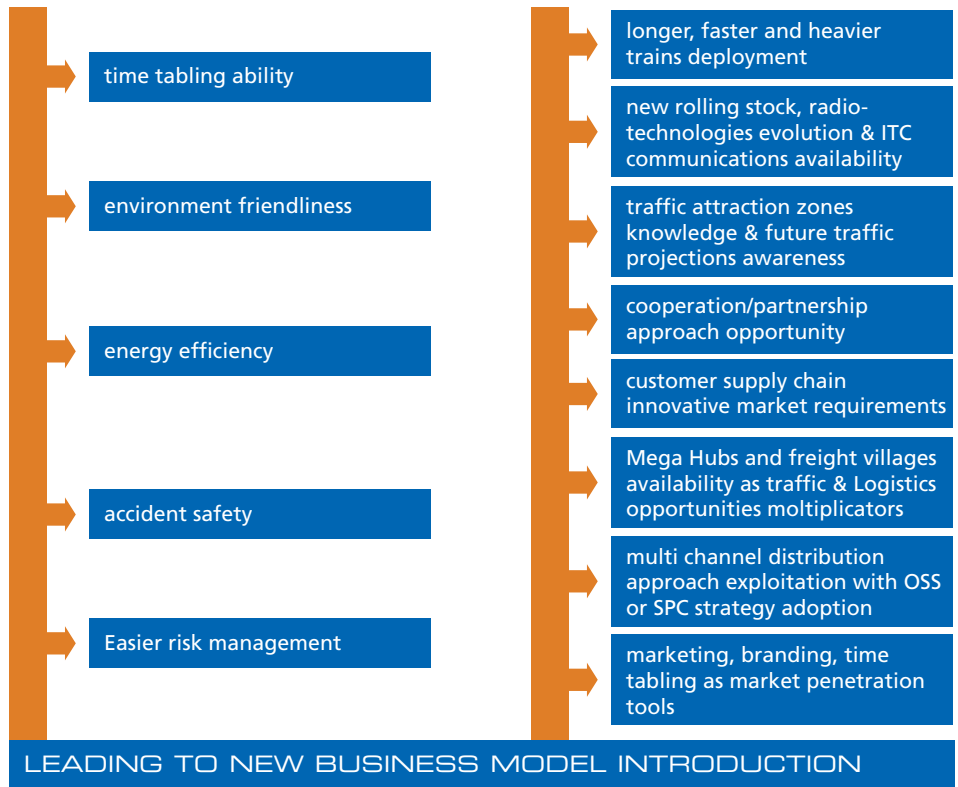 time tabling ability
environment friendliness
energy efficiency
accident safety
Easier risk management
longer, faster and heavier
trains deployment
new rolling stock, radio-
technologies evolution & ITC
communications availability
traffic attraction zones
knowledge & future traffic
projections awareness
cooperation/partnership
approach opportunity
customer supply chain
innovative market requirements
Mega Hubs and freight villages
availability as traffic & Logistics
opportunities moltiplicators
multi channel distribution
approach exploitation with OSS
or SPC strategy adoption
marketing, branding, time
tabling as market penetration
tools
LEADING TO NEW BUSINESS MODEL INTRODUCTION